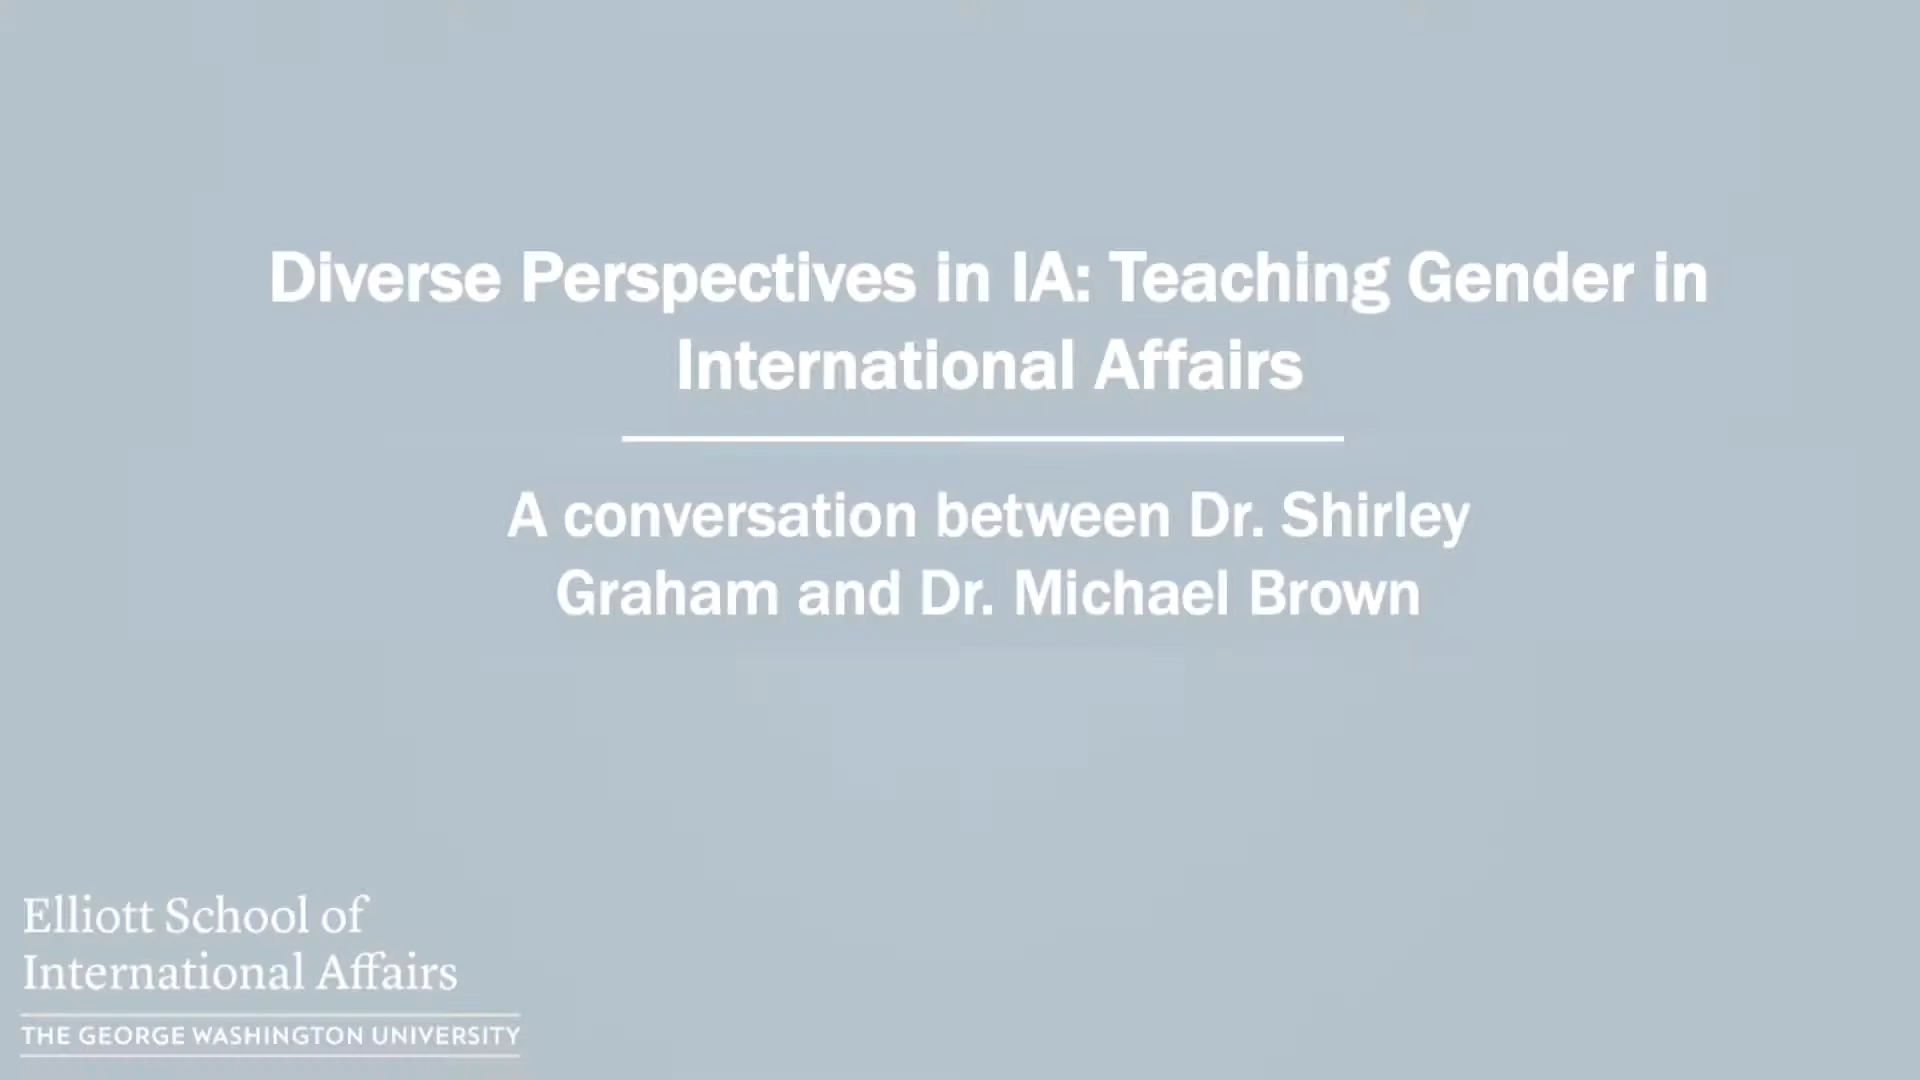 Diverse Perspectives in IA: Teaching Gender in
International Affairs
A conversation between Dr. Shirley
Graham and Dr. Michael Brown
Elliott School of
International Affairs
THE GEORGE WASHINGTON UNIVERSITY